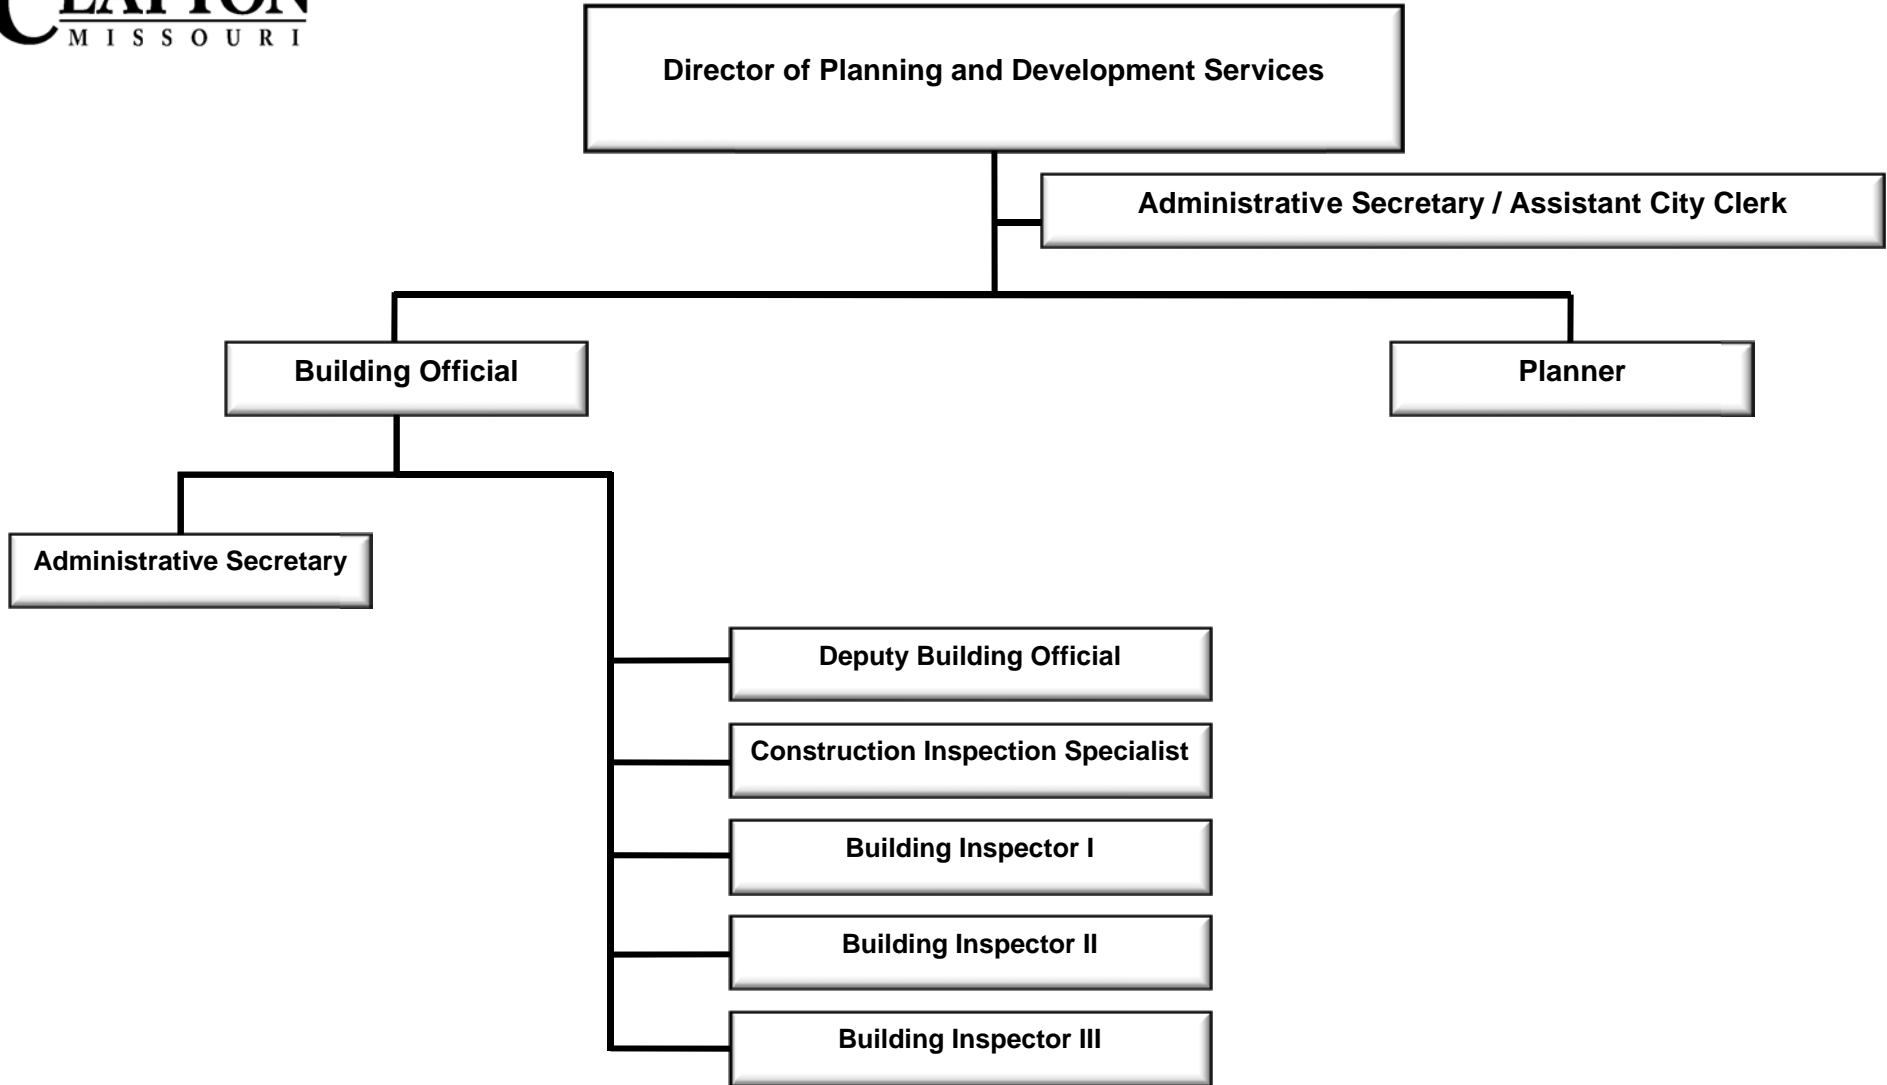 CLAYTON
MISSOURI
Director of Planning and Development Services
Administrative Secretary / Assistant City Clerk
Building Official
Planner
Administrative Secretary
Deputy Building Official
Construction Inspection Specialist
Building Inspector I
Building Inspector II
Building Inspector III